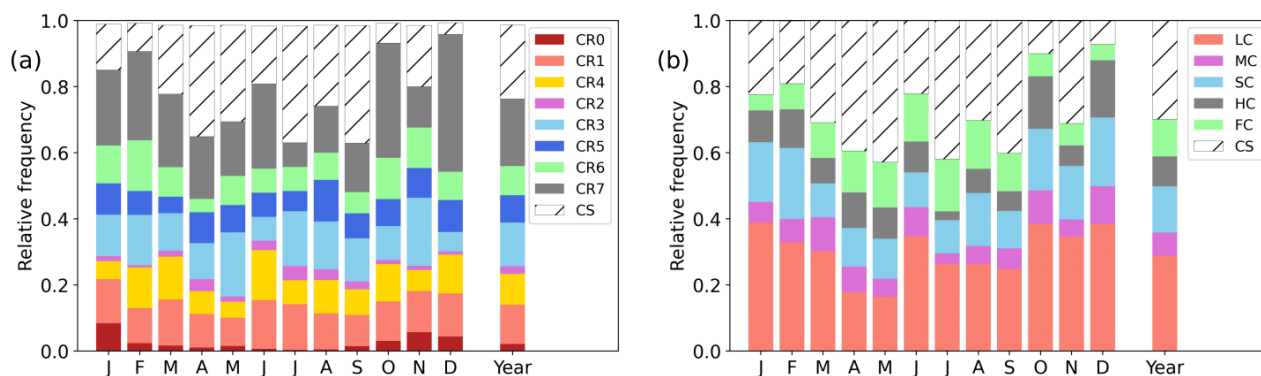 (a)
Relative frequency
1.0
0.8
0.6
0.4
0.2
0.0
J F M A M J J A S O N D Year
CR0
CR1
CR4
CR2
CR3
CR5
CR6
CR7
CS
(b)
Relative frequency
1.0
0.8
0.6
0.4
0.2
0.0
J F M A M J J A S O N D Year
LC
MC
SC
HC
FC
CS